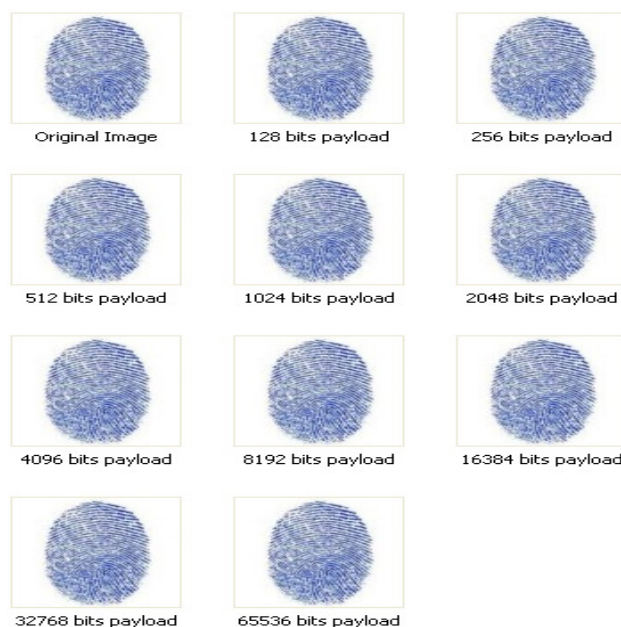 Original Image
128 bits payload
256 bits payload
512 bits payload
1024 bits payload
2048 bits payload
4096 bits payload
8192 bits payload
16384 bits payload
32768 bits payload
65536 bits payload